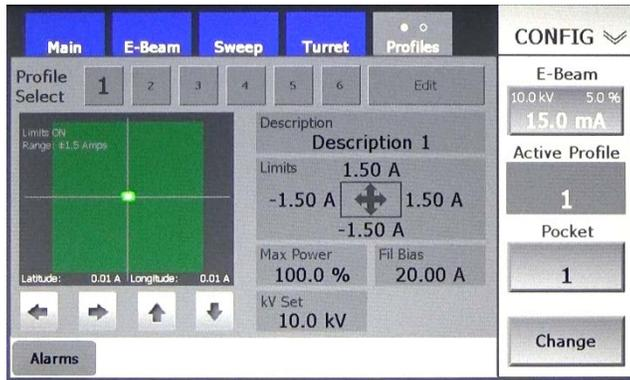 Main E-Beam Sweep Turret Profiles
CONFIG
Profile Select 1 2 3 4 5 6 Edit
E-Beam
10.0 kV 5.0 %
15.0 mA
Limits ON
Range: ±1.5 Amps
Description
Description 1
Limits 1.50 A
-1.50 A 1.50 A
-1.50 A
Active Profile
1
Max Power Fil Bias
100.0 % 20.00 A
Pocket
1
Latitude: 0.01 A Longitude: 0.01 A
kV Set
10.0 kV
Change
Alarms